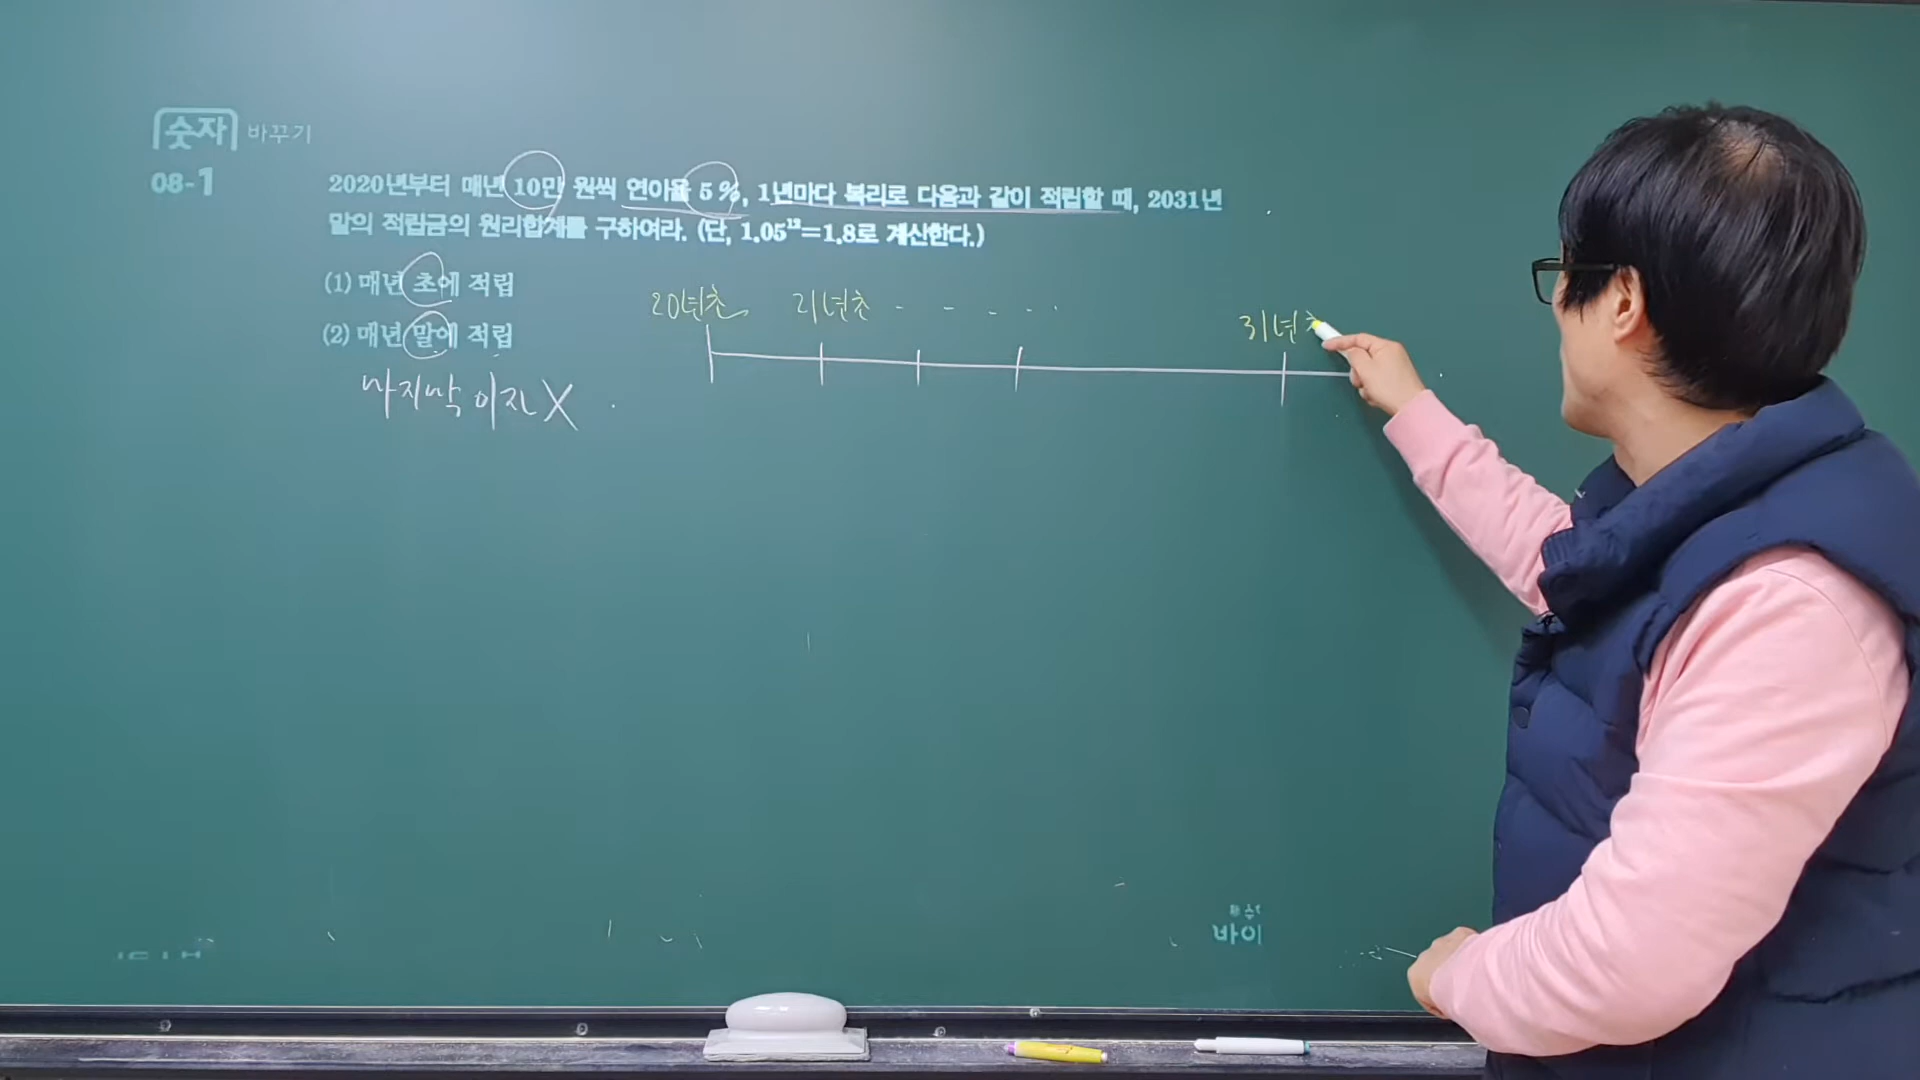 숫자 바꾸기
08-1
2020년부터 매년 10만 원씩 연이율 5 %, 1년마다 복리로 다음과 같이 적립할 때, 2031년
말의 적립금의 원리합계를 구하여라. (단, 1.05¹²=1.8로 계산한다.)
(1) 매년 초에 적립
(2) 매년 말에 적립
20년초 21년초 - - - - ·
31년초
마지막 이자 X
바이